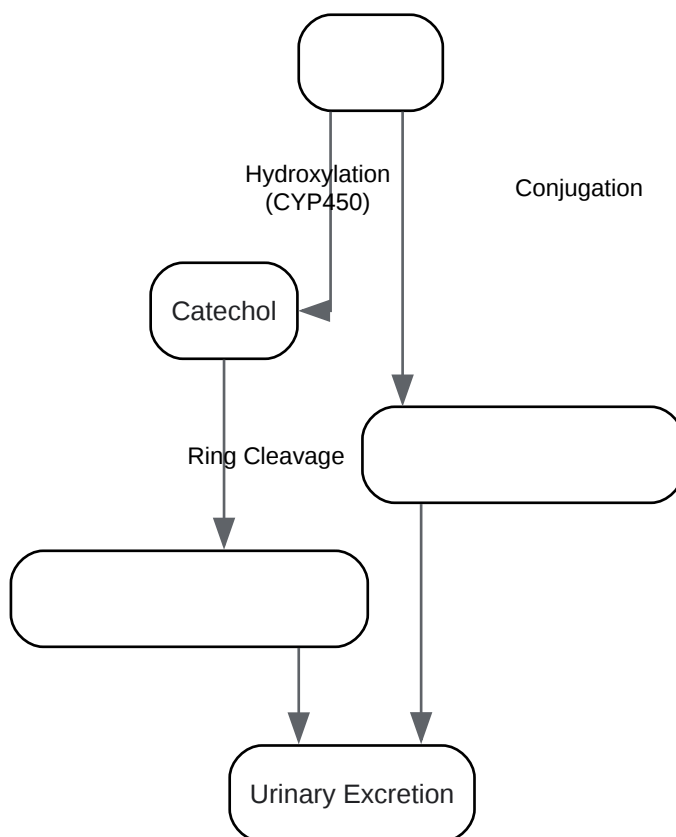 Hydroxylation
(CYP450)
Conjugation
Catechol
Ring Cleavage
Urinary Excretion